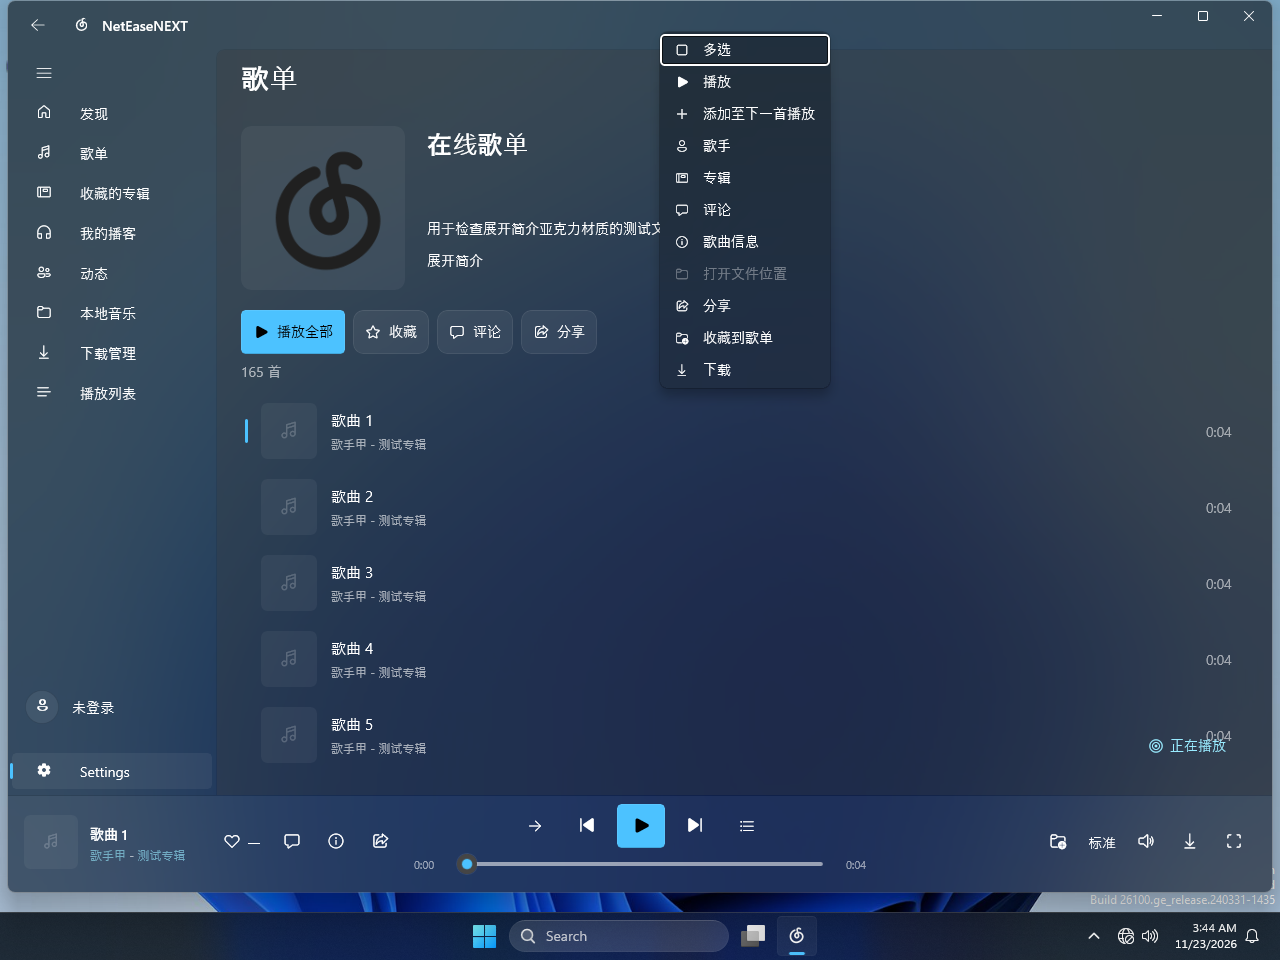 NetEaseNEXT
发现
歌单
收藏的专辑
我的播客
动态
本地音乐
下载管理
播放列表
未登录
Settings
歌单
在线歌单
用于检查展开简介亚克力材质的测试文
展开简介
播放全部
收藏
评论
分享
165 首
多选
播放
添加至下一首播放
歌手
专辑
评论
歌曲信息
打开文件位置
分享
收藏到歌单
下载
歌曲 1
歌手甲 - 测试专辑
0:04
歌曲 2
歌手甲 - 测试专辑
0:04
歌曲 3
歌手甲 - 测试专辑
0:04
歌曲 4
歌手甲 - 测试专辑
0:04
歌曲 5
歌手甲 - 测试专辑
0:04
正在播放
歌曲 1
歌手甲 - 测试专辑
0:00
0:04
标准
Build 26100.ge_release.240331-1435
Search
3:44 AM
11/23/2026